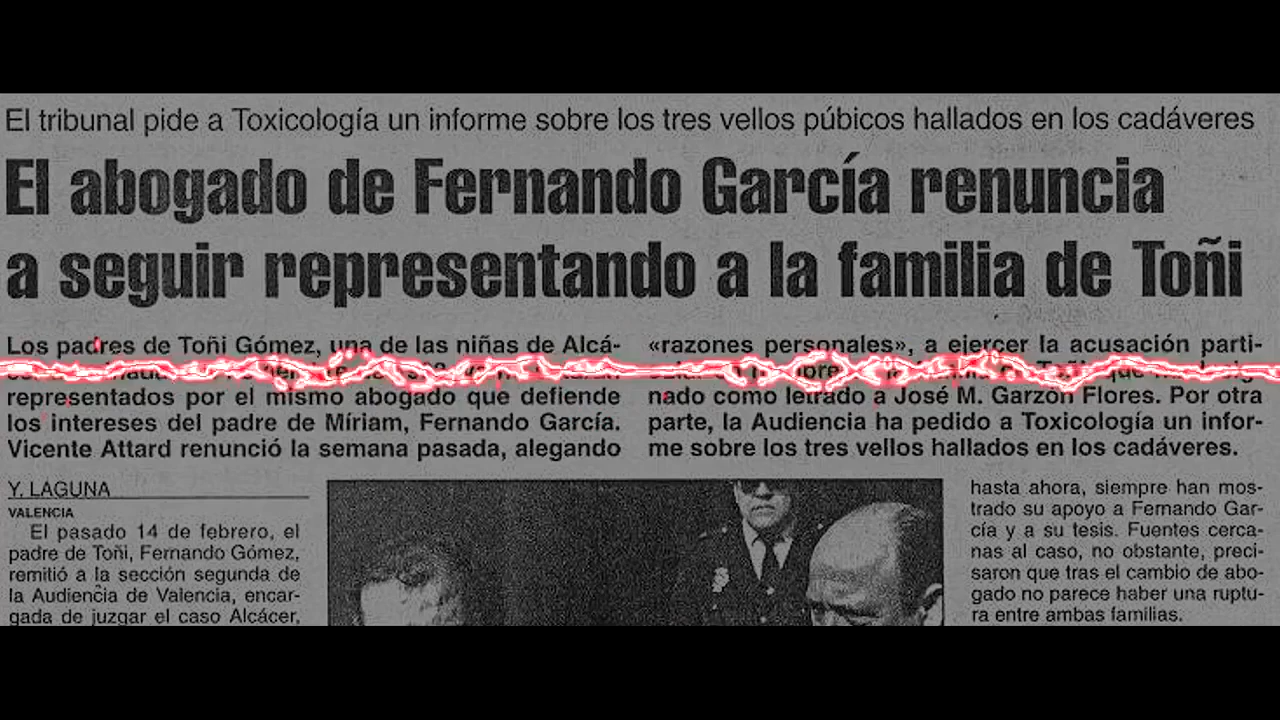 El tribunal pide a Toxicología un informe sobre los tres vellos púbicos hallados en los cadáveres
El abogado de Fernando García renuncia
a seguir representando a la familia de Toñi
Los padres de Toñi Gómez, una de las niñas de Alcá-
representados por el mismo abogado que defiende
los intereses del padre de Míriam, Fernando García.
Vicente Attard renunció la semana pasada, alegando
«razones personales», a ejercer la acusación parti-
nado como letrado a José M. Garzón Flores. Por otra
parte, la Audiencia ha pedido a Toxicología un infor-
me sobre los tres vellos hallados en los cadáveres.
Y. LAGUNA
VALENCIA
El pasado 14 de febrero, el
padre de Toñi, Fernando Gómez,
remitió a la sección segunda de
la Audiencia de Valencia, encar-
gada de juzgar el caso Alcácer,
hasta ahora, siempre han mos-
trado su apoyo a Fernando Gar-
cía y a su tesis. Fuentes cerca-
nas al caso, no obstante, preci-
saron que tras el cambio de abo-
gado no parece haber una ruptu-
ra entre ambas familias.